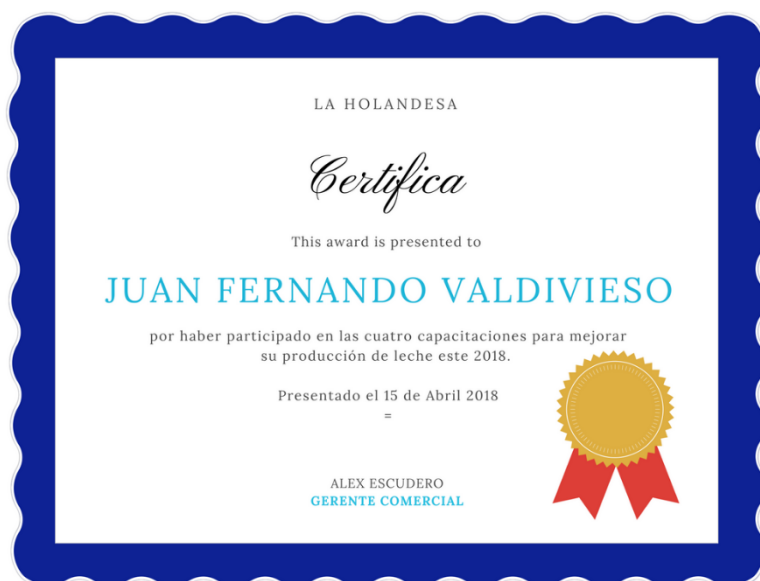 LA HOLANDESA
Certifica
This award is presented to
JUAN FERNANDO VALDIVIESO
por haber participado en las cuatro capacitaciones para mejorar
su producción de leche este 2018.
Presentado el 15 de Abril 2018
=
ALEX ESCUDERO
GERENTE COMERCIAL